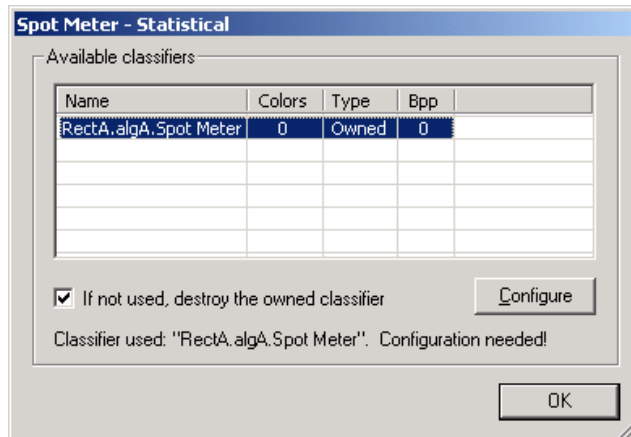 Spot Meter - Statistical
Available classifiers
Name Colors Type Bpp
RectA.algA.Spot Meter 0 Owned 0
If not used, destroy the owned classifier
Configure
Classifier used: "RectA.algA.Spot Meter". Configuration needed!
OK